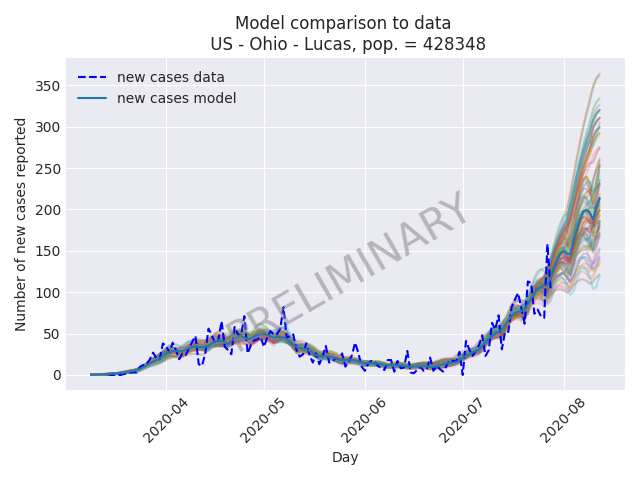 Model comparison to data
US - Ohio - Lucas, pop. = 428348
new cases data
new cases model
PRELIMINARY
Number of new cases reported
350
300
250
200
150
100
50
0
2020-04
2020-05
2020-06
2020-07
2020-08
Day